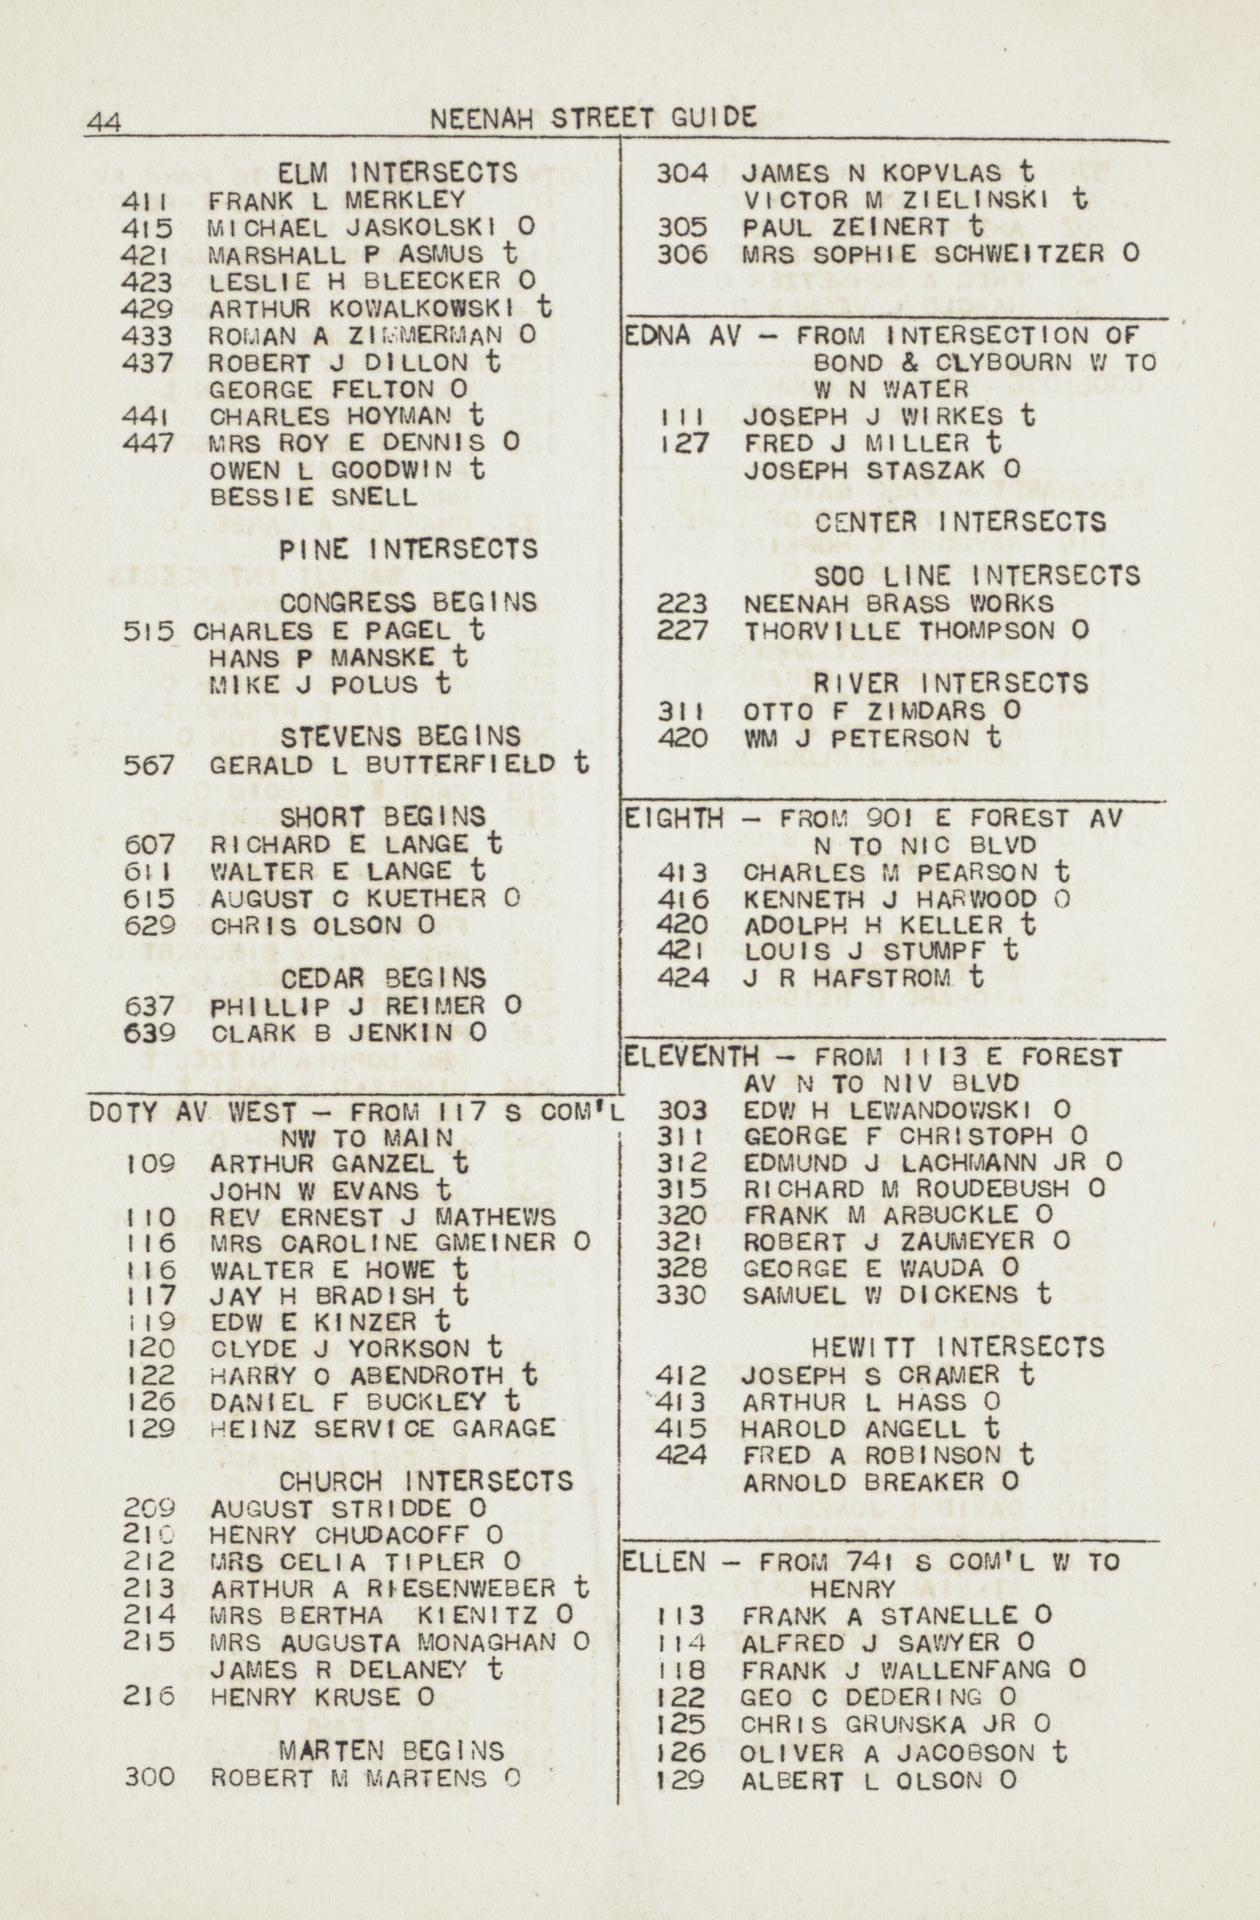 44
NEENAH STREET GUIDE
ELM INTERSECTS
411 FRANK L MERKLEY
415 MICHAEL JASKOLSKI O
421 MARSHALL P ASMUS t
423 LESLIE H BLEECKER O
429 ARTHUR KOWALKOWSKI t
433 ROMAN A ZIMMERMAN O
437 ROBERT J DILLON t
GEORGE FELTON O
441 CHARLES HOYMAN t
447 MRS ROY E DENNIS O
OWEN L GOODWIN t
BESSIE SNELL
PINE INTERSECTS
CONGRESS BEGINS
515 CHARLES E PAGEL t
HANS P MANSKE t
MIKE J POLUS t
STEVENS BEGINS
567 GERALD L BUTTERFIELD t
SHORT BEGINS
607 RICHARD E LANGE t
611 WALTER E LANGE t
615 AUGUST C KUETHER O
629 CHRIS OLSON O
CEDAR BEGINS
637 PHILLIP J REIMER O
639 CLARK B JENKIN O
DOTY AV WEST - FROM 117 S COM'L
NW TO MAIN
109 ARTHUR GANZEL t
JOHN W EVANS t
110 REV ERNEST J MATHEWS
116 MRS CAROLINE GMEINER O
116 WALTER E HOWE t
117 JAY H BRADISH t
119 EDW E KINZER t
120 CLYDE J YORKSON t
122 HARRY O ABENDROTH t
126 DANIEL F BUCKLEY t
129 HEINZ SERVICE GARAGE
CHURCH INTERSECTS
209 AUGUST STRIDDE O
210 HENRY CHUDACOFF O
212 MRS CELIA TIPLER O
213 ARTHUR A RIESENWEBER t
214 MRS BERTHA KIENITZ O
215 MRS AUGUSTA MONAGHAN O
JAMES R DELANEY t
216 HENRY KRUSE O
MARTEN BEGINS
300 ROBERT M MARTENS O
304 JAMES N KOPVLAS t
VICTOR M ZIELINSKI t
305 PAUL ZEINERT t
306 MRS SOPHIE SCHWEITZER O
EDNA AV - FROM INTERSECTION OF
BOND & CLYBOURN W TO
W N WATER
111 JOSEPH J WIRKES t
127 FRED J MILLER t
JOSEPH STASZAK O
CENTER INTERSECTS
SOO LINE INTERSECTS
223 NEENAH BRASS WORKS
227 THORVILLE THOMPSON O
RIVER INTERSECTS
311 OTTO F ZIMDARS O
420 WM J PETERSON t
EIGHTH - FROM 901 E FOREST AV
N TO NIC BLVD
413 CHARLES M PEARSON t
416 KENNETH J HARWOOD O
420 ADOLPH H KELLER t
421 LOUIS J STUMPF t
424 J R HAFSTROM t
ELEVENTH - FROM 1113 E FOREST
AV N TO NIV BLVD
303 EDW H LEWANDOWSKI O
311 GEORGE F CHRISTOPH O
312 EDMUND J LACHMANN JR O
315 RICHARD M ROUDEBUSH O
320 FRANK M ARBUCKLE O
321 ROBERT J ZAUMEYER O
328 GEORGE E WAUDA O
330 SAMUEL W DICKENS t
HEWITT INTERSECTS
412 JOSEPH S CRAMER t
413 ARTHUR L HASS O
415 HAROLD ANGELL t
424 FRED A ROBINSON t
ARNOLD BREAKER O
ELLEN - FROM 741 S COM'L W TO
HENRY
113 FRANK A STANELLE O
114 ALFRED J SAWYER O
118 FRANK J WALLENFANG O
122 GEO C DEDERING O
125 CHRIS GRUNSKA JR O
126 OLIVER A JACOBSON t
129 ALBERT L OLSON O